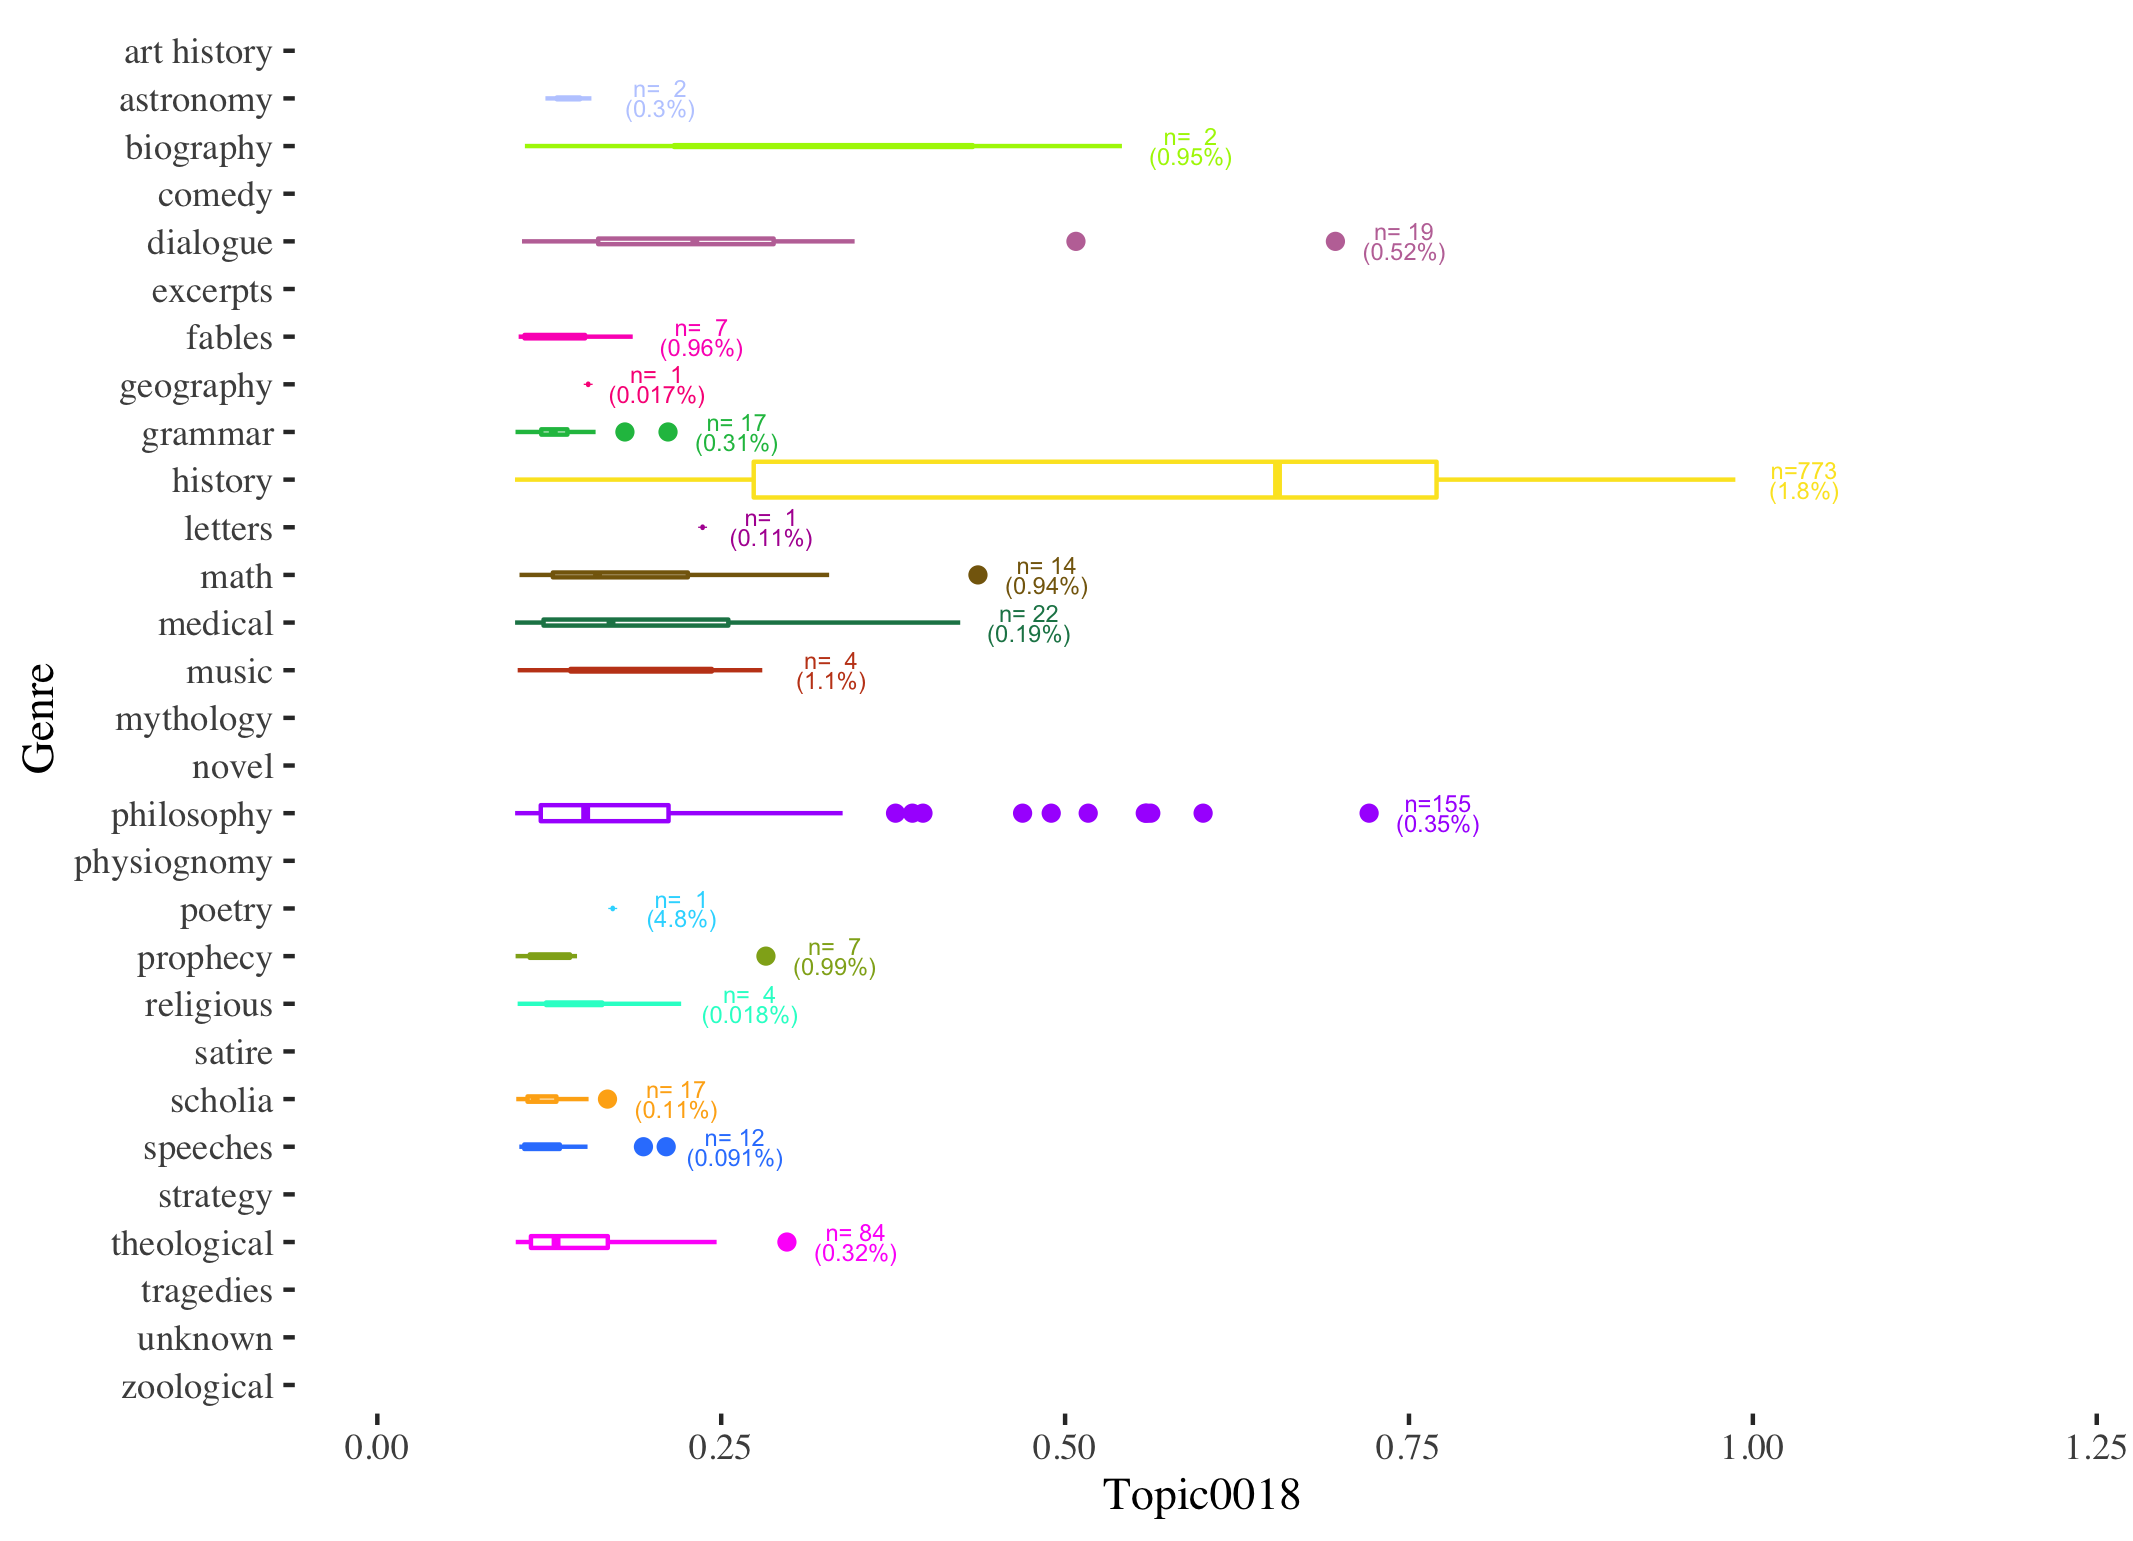 art history
astronomy
n=  2
(0.3%)
biography
n=  2
(0.95%)
comedy
dialogue
n= 19
(0.52%)
excerpts
fables
n=  7
(0.96%)
geography
n=  1
(0.017%)
grammar
n= 17
(0.31%)
history
n=773
(1.8%)
letters
n=  1
(0.11%)
math
n= 14
(0.94%)
medical
n= 22
(0.19%)
music
n=  4
(1.1%)
mythology
novel
philosophy
n=155
(0.35%)
physiognomy
poetry
n=  1
(4.8%)
prophecy
n=  7
(0.99%)
religious
n=  4
(0.018%)
satire
scholia
n= 17
(0.11%)
speeches
n= 12
(0.091%)
strategy
theological
n= 84
(0.32%)
tragedies
unknown
zoological
Genre
0.00 0.25 0.50 0.75 1.00 1.25
Topic0018